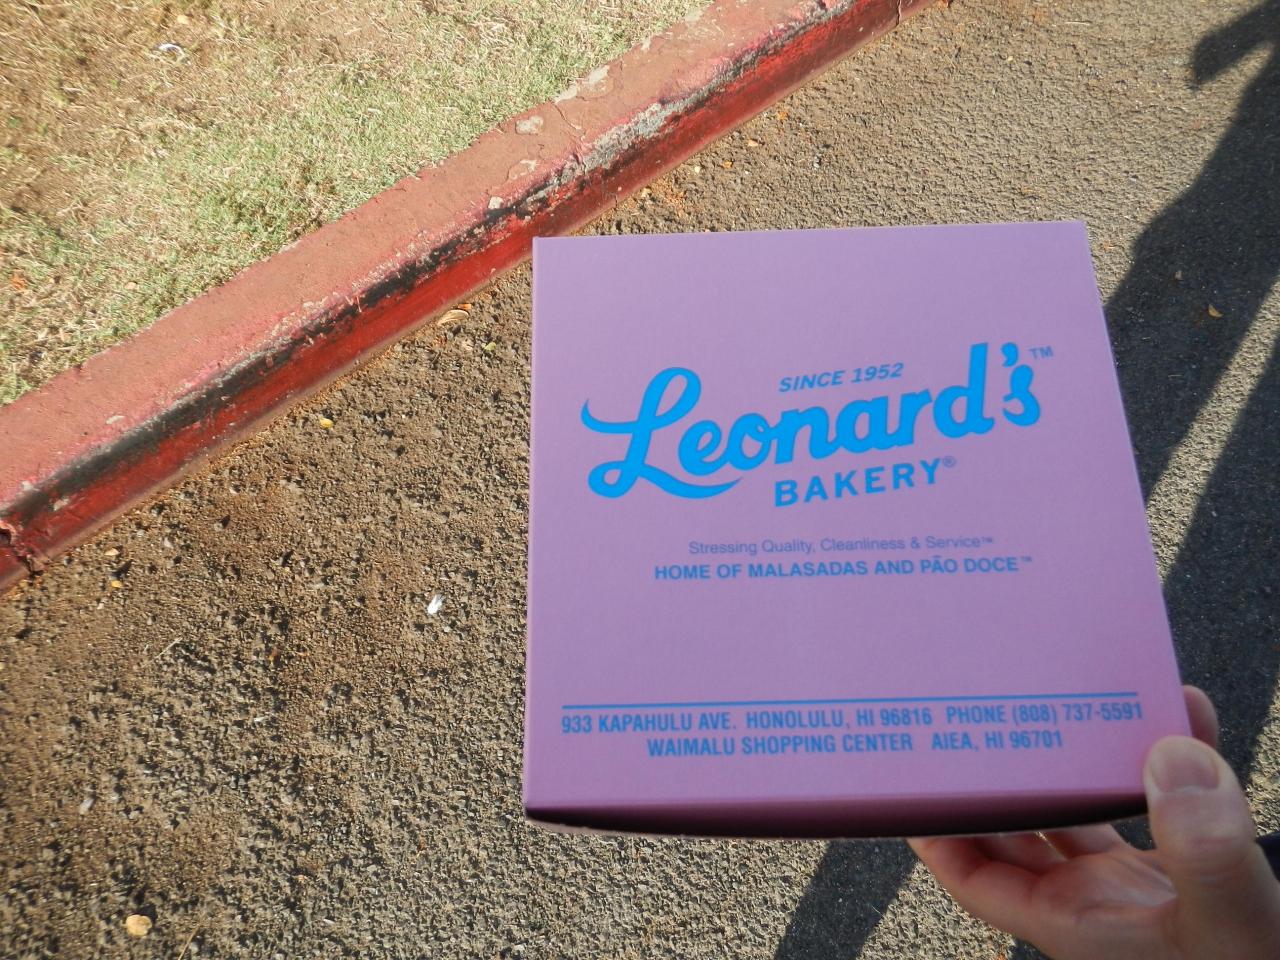 SINCE 1952
Leonard's™
BAKERY®
Stressing Quality, Cleanliness & Service™
HOME OF MALASADAS AND PÃO DOCE™
933 KAPAHULU AVE. HONOLULU, HI 96816 PHONE (808) 737-5591
WAIMALU SHOPPING CENTER AIEA, HI 96701